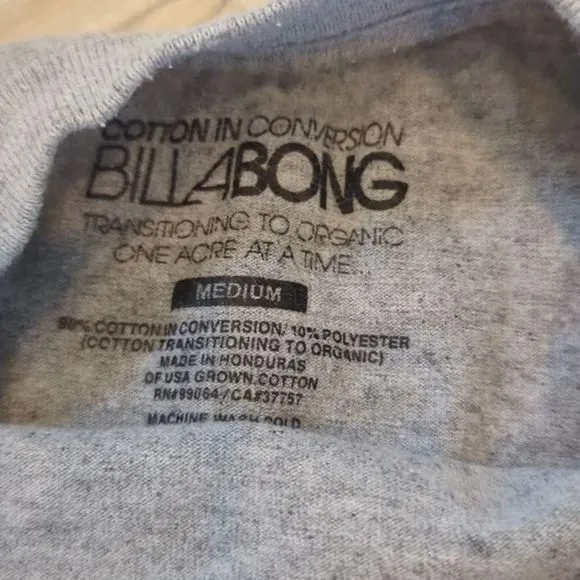 COTTON IN CONVERSION
BILLABONG
TRANSITIONING TO ORGANIC
ONE ACRE AT A TIME...
MEDIUM
90% COTTON IN CONVERSION/10% POLYESTER
(COTTON TRANSITIONING TO ORGANIC)
MADE IN HONDURAS
OF USA GROWN COTTON
RN#99064/CA#37757
MACHINE WASH COLD